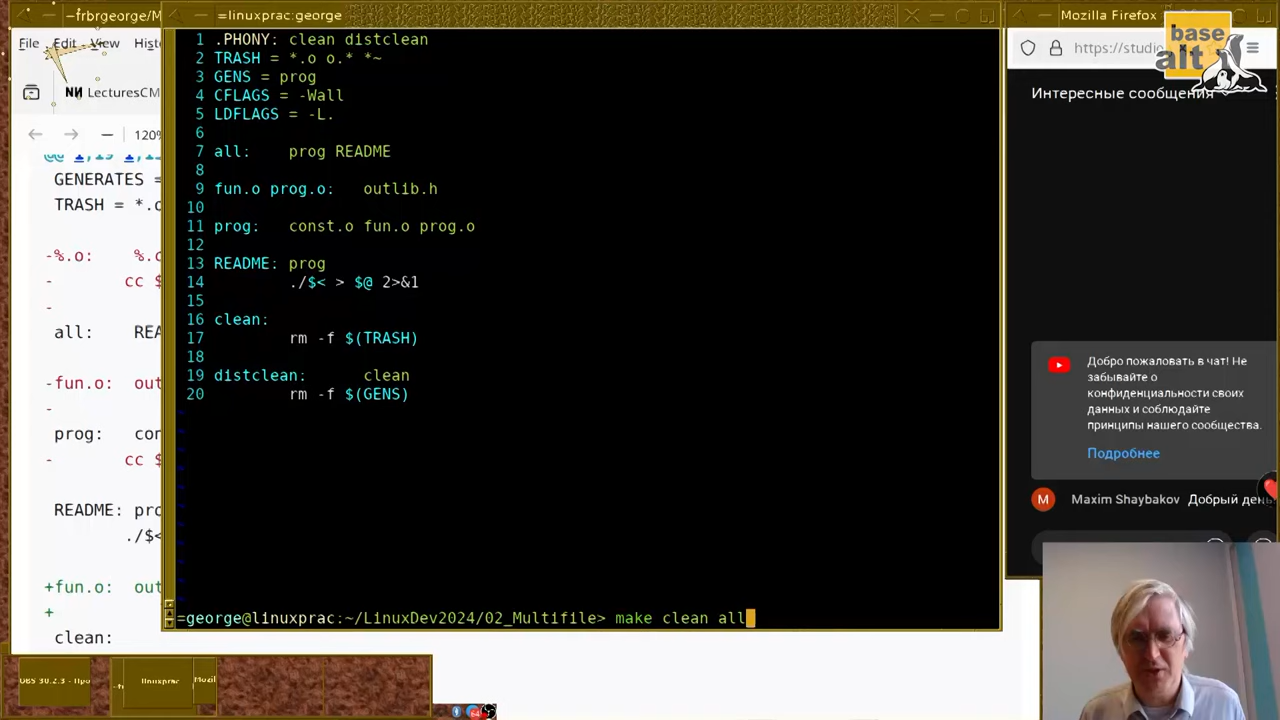 ~frbrgeorge/M
File Edit View Hist
LecturesCM
120%
GENERATES =
TRASH = *.o
-%.o: %.c
- cc $
-
all: REA
-fun.o: out
-
prog: con
- cc $
README: pro
./$<
+fun.o: out
+
clean:
=linuxprac:george
1 .PHONY: clean distclean
2 TRASH = *.o o.* *~
3 GENS = prog
4 CFLAGS = -Wall
5 LDFLAGS = -L.
6
7 all: prog README
8
9 fun.o prog.o: outlib.h
10
11 prog: const.o fun.o prog.o
12
13 README: prog
14 ./$< > $@ 2>&1
15
16 clean:
17 rm -f $(TRASH)
18
19 distclean: clean
20 rm -f $(GENS)
=george@linuxprac:~/LinuxDev2024/02_Multifile> make clean all
Mozilla Firefox
https://studio
base
alt
Интересные сообщения
Добро пожаловать в чат! Не
забывайте о
конфиденциальности своих
данных и соблюдайте
принципы нашего сообщества.
Подробнее
M Maxim Shaybakov Добрый день
OBS 30.2.3 - Про
linuxprac
Mozil